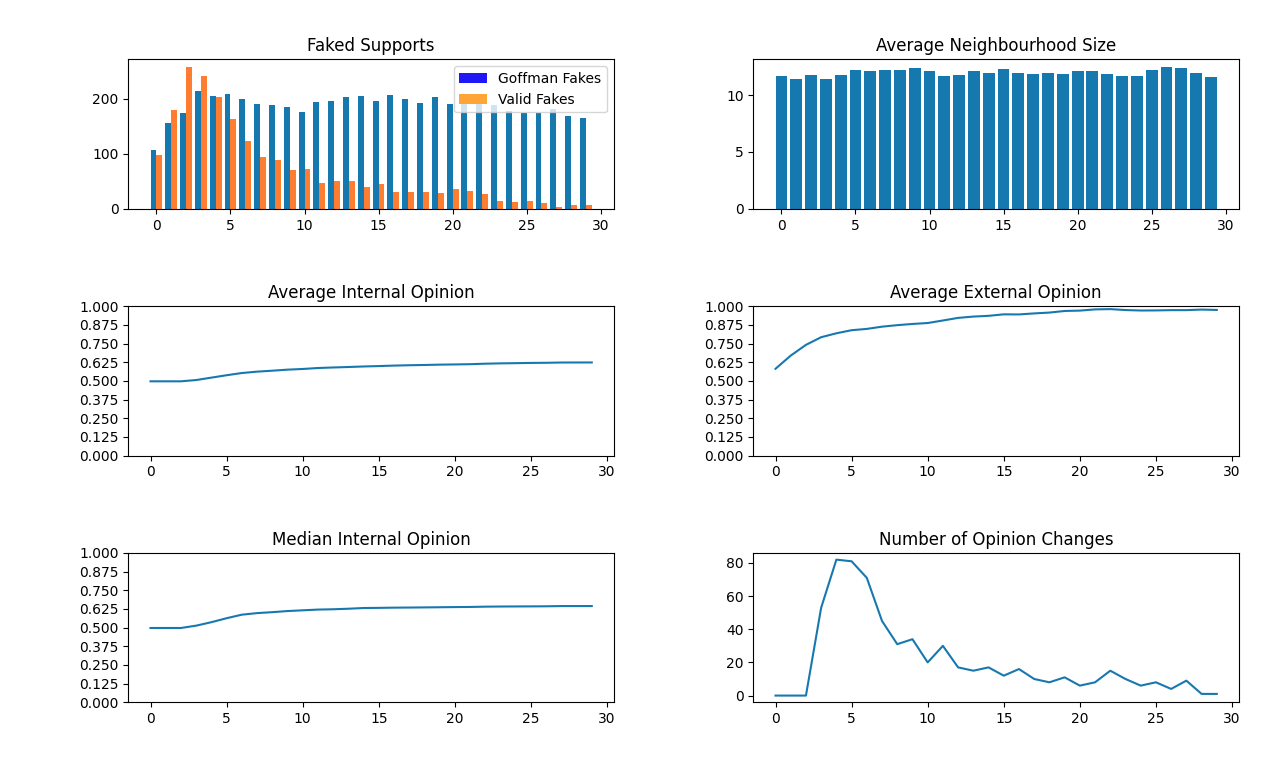 Faked Supports
Goffman Fakes
Valid Fakes
200
100
0
0 5 10 15 20 25 30
Average Neighbourhood Size
10
5
0
0 5 10 15 20 25 30
Average Internal Opinion
1.000
0.875
0.750
0.625
0.500
0.375
0.250
0.125
0.000
0 5 10 15 20 25 30
Average External Opinion
1.000
0.875
0.750
0.625
0.500
0.375
0.250
0.125
0.000
0 5 10 15 20 25 30
Median Internal Opinion
1.000
0.875
0.750
0.625
0.500
0.375
0.250
0.125
0.000
0 5 10 15 20 25 30
Number of Opinion Changes
80
60
40
20
0
0 5 10 15 20 25 30